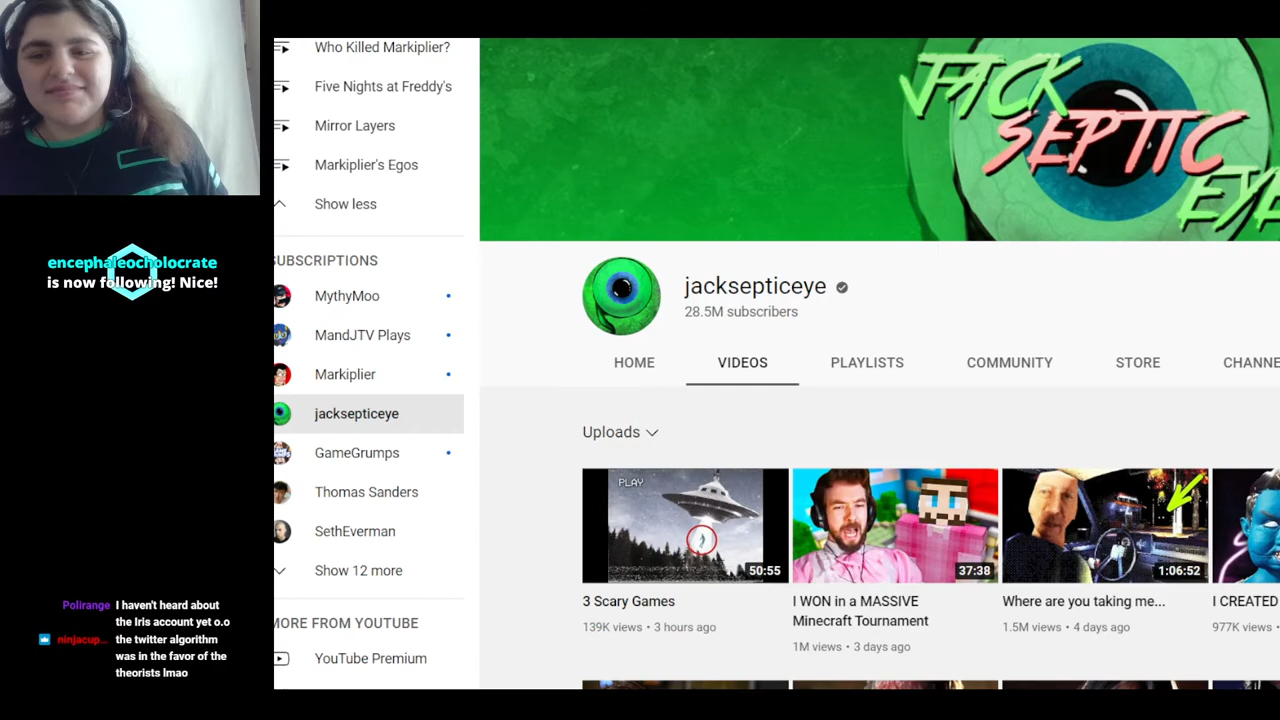 encephaleocholocrate
is now following! Nice!
Polirange I haven't heard about
the Iris account yet o.o
ninjacup... the twitter algorithm
was in the favor of the
theorists lmao
Who Killed Markiplier?
Five Nights at Freddy's
Mirror Layers
Markiplier's Egos
Show less
SUBSCRIPTIONS
MythyMoo
MandJTV Plays
Markiplier
jacksepticeye
GameGrumps
Thomas Sanders
SethEverman
Show 12 more
MORE FROM YOUTUBE
YouTube Premium
JACK
SEPTIC
EYE
jacksepticeye
28.5M subscribers
HOME VIDEOS PLAYLISTS COMMUNITY STORE CHANNE
Uploads
PLAY
50:55
37:38
1:06:52
3 Scary Games
139K views • 3 hours ago
I WON in a MASSIVE
Minecraft Tournament
1M views • 3 days ago
Where are you taking me...
1.5M views • 4 days ago
I CREATED
977K views •